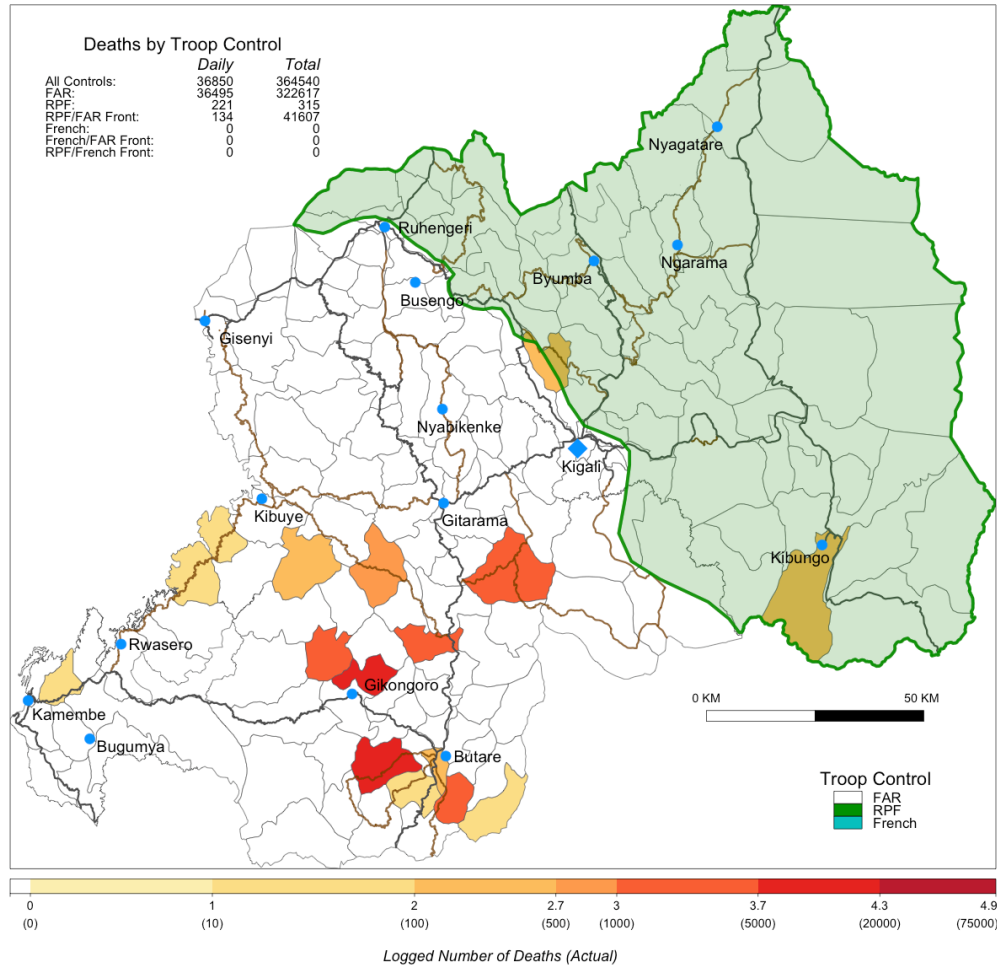 Deaths by Troop Control
Daily Total
All Controls: 36850 364540
FAR: 36495 322617
RPF: 221 315
RPF/FAR Front: 134 41607
French: 0 0
French/FAR Front: 0 0
RPF/French Front: 0 0
Nyagatare
Ruhengeri
Ngarama
Byumba
Busengo
Gisenyi
Nyabikenke
Kigali
Kibuye
Gitarama
Kibungo
Rwasero
Gikongoro
0 KM 50 KM
Kamembe
Bugumya
Butare
Troop Control
FAR
RPF
French
0 1 2 2.7 3 3.7 4.3 4.9
(0) (10) (100) (500) (1000) (5000) (20000) (75000)
Logged Number of Deaths (Actual)